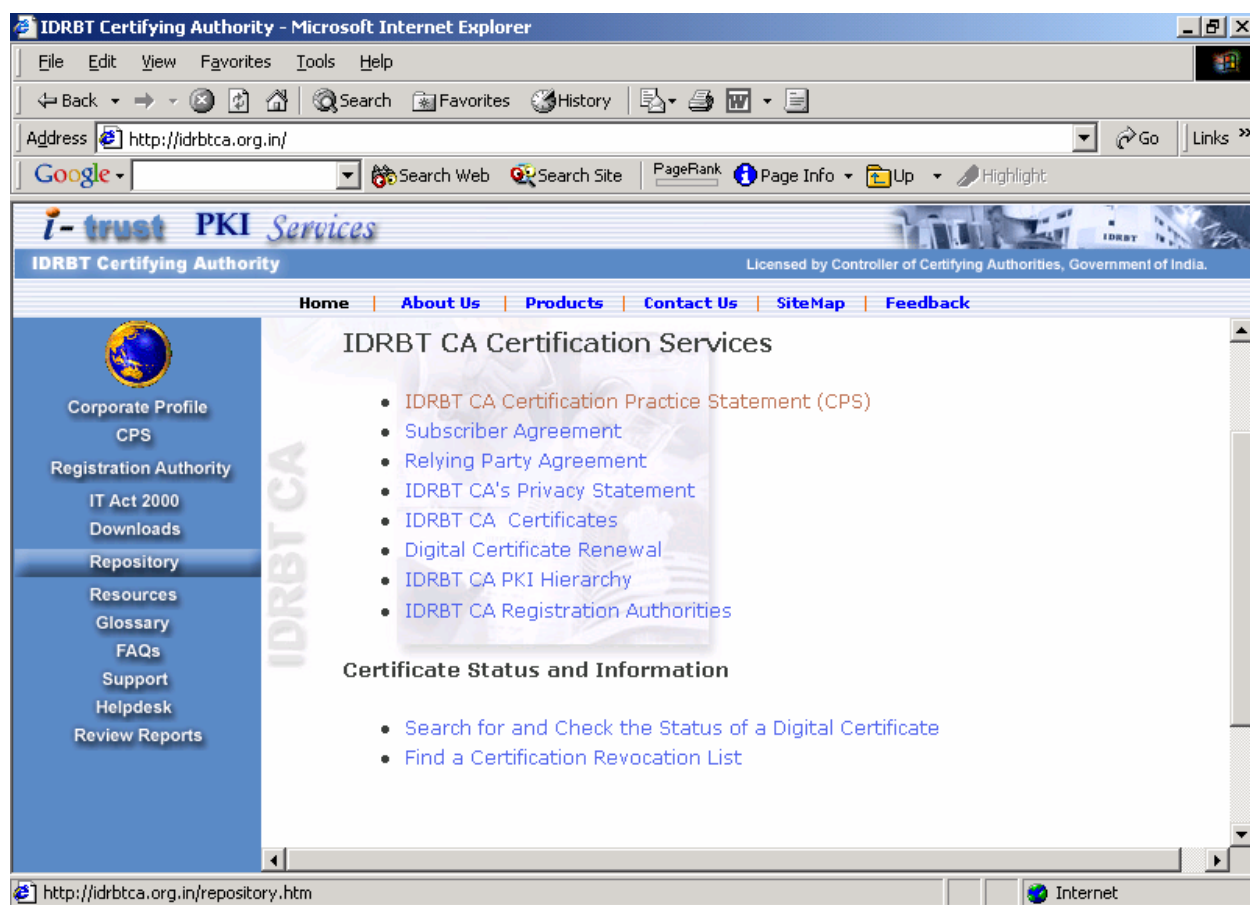 IDRBT Certifying Authority - Microsoft Internet Explorer
File Edit View Favorites Tools Help
Back Search Favorites History
Address http://idrbtca.org.in/ Go Links »
Google Search Web Search Site PageRank Page Info Up Highlight
i- trust PKI Services
IDRBT
IDRBT Certifying Authority Licensed by Controller of Certifying Authorities, Government of India.
Home | About Us | Products | Contact Us | SiteMap | Feedback
Corporate Profile
CPS
Registration Authority
IT Act 2000
Downloads
Repository
Resources
Glossary
FAQs
Support
Helpdesk
Review Reports
IDRBT CA
IDRBT CA Certification Services
• IDRBT CA Certification Practice Statement (CPS)
• Subscriber Agreement
• Relying Party Agreement
• IDRBT CA's Privacy Statement
• IDRBT CA Certificates
• Digital Certificate Renewal
• IDRBT CA PKI Hierarchy
• IDRBT CA Registration Authorities
Certificate Status and Information
• Search for and Check the Status of a Digital Certificate
• Find a Certification Revocation List
http://idrbtca.org.in/repository.htm Internet